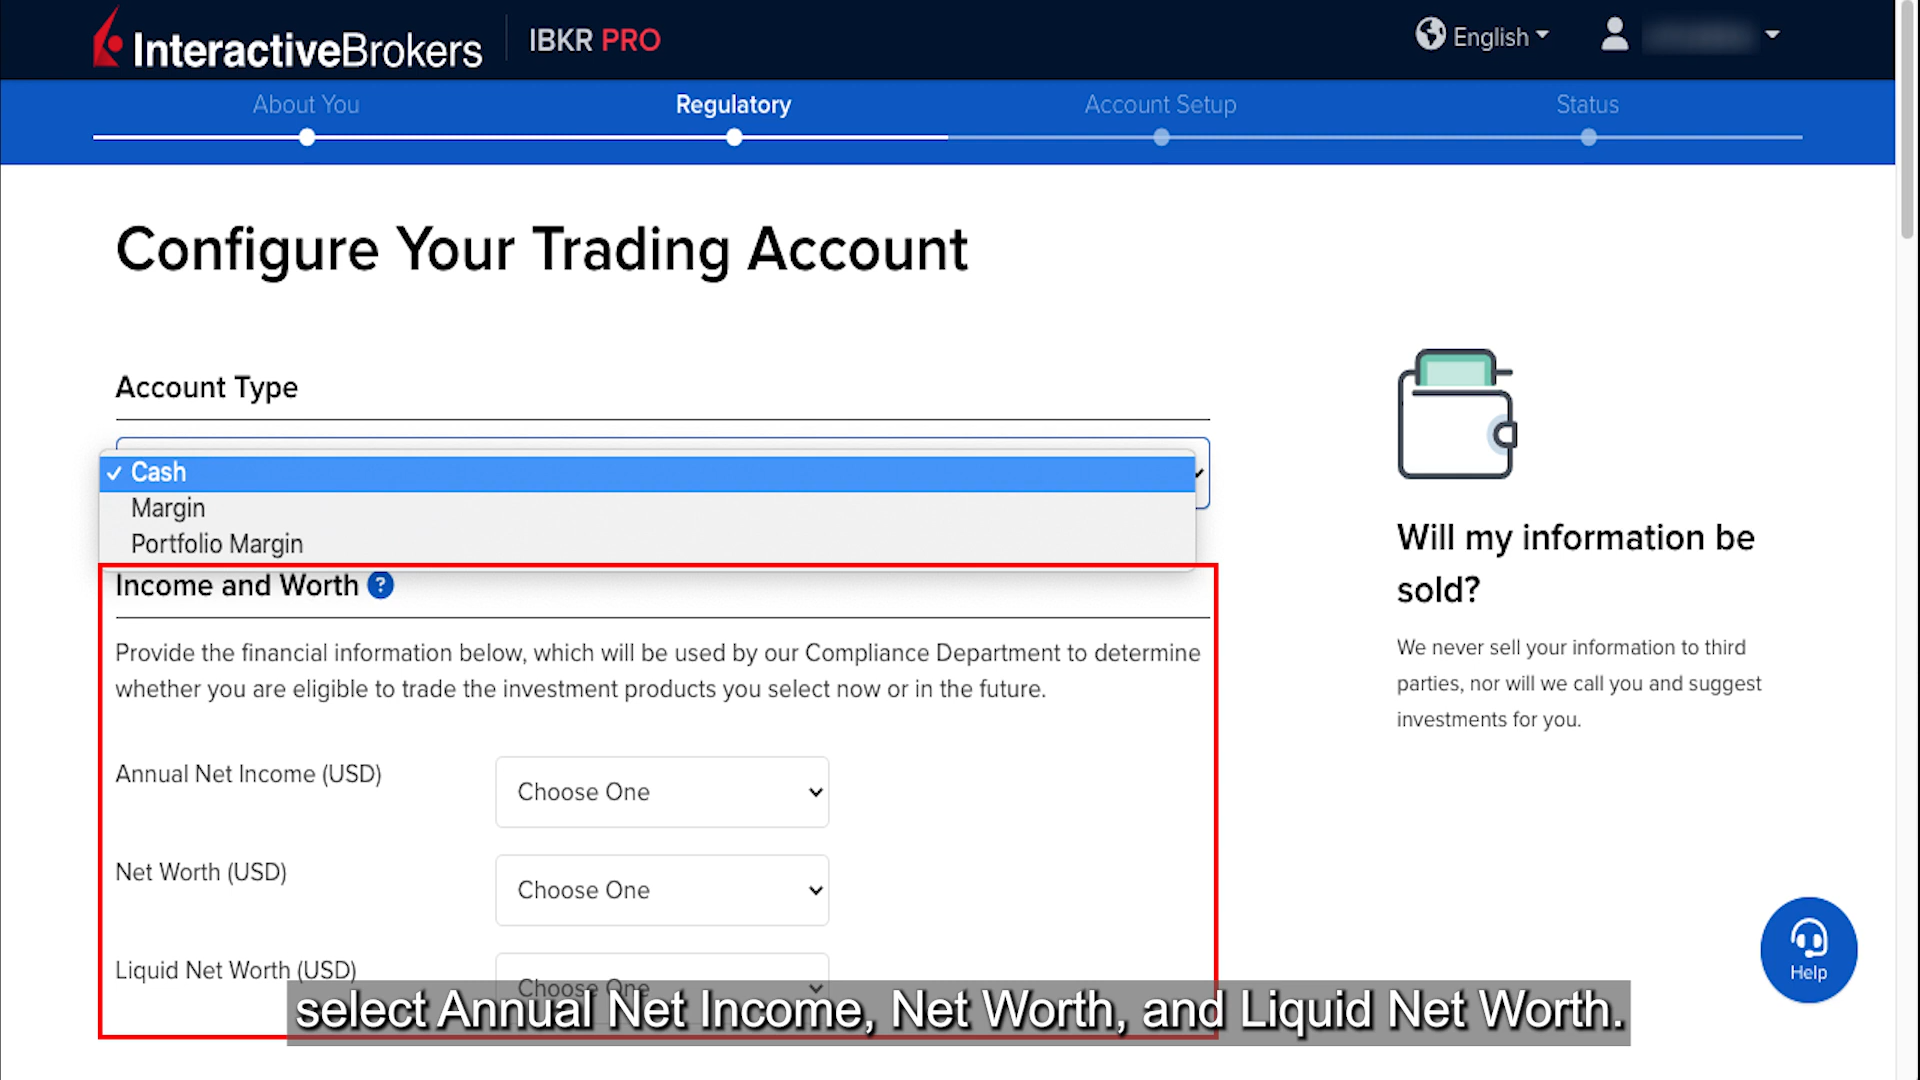 InteractiveBrokers IBKR PRO English
About You Regulatory Account Setup Status
Configure Your Trading Account
Account Type
Cash
Margin
Portfolio Margin
Income and Worth ?
Provide the financial information below, which will be used by our Compliance Department to determine
whether you are eligible to trade the investment products you select now or in the future.
Annual Net Income (USD) Choose One
Net Worth (USD) Choose One
Liquid Net Worth (USD) Choose One
Will my information be
sold?
We never sell your information to third
parties, nor will we call you and suggest
investments for you.
Help
select Annual Net Income, Net Worth, and Liquid Net Worth.